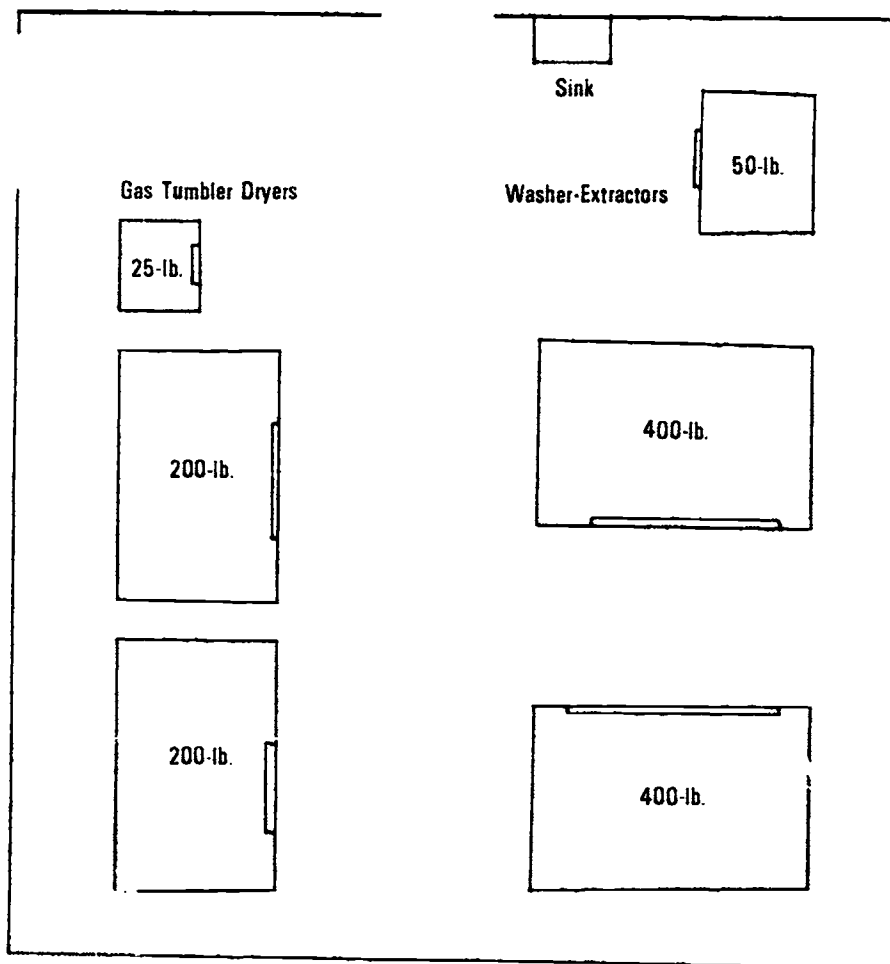 Sink
50-lb.
Gas Tumbler Dryers
Washer-Extractors
25-lb.
400-lb.
200-lb.
200-lb.
400-lb.